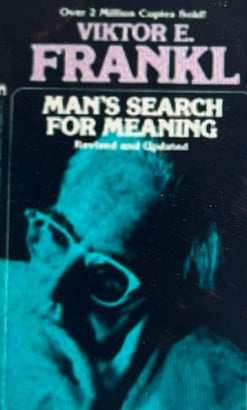 Over 2 Million Copies Sold!
VIKTOR E.
FRANKL
MAN'S SEARCH
FOR MEANING
Revised and Updated